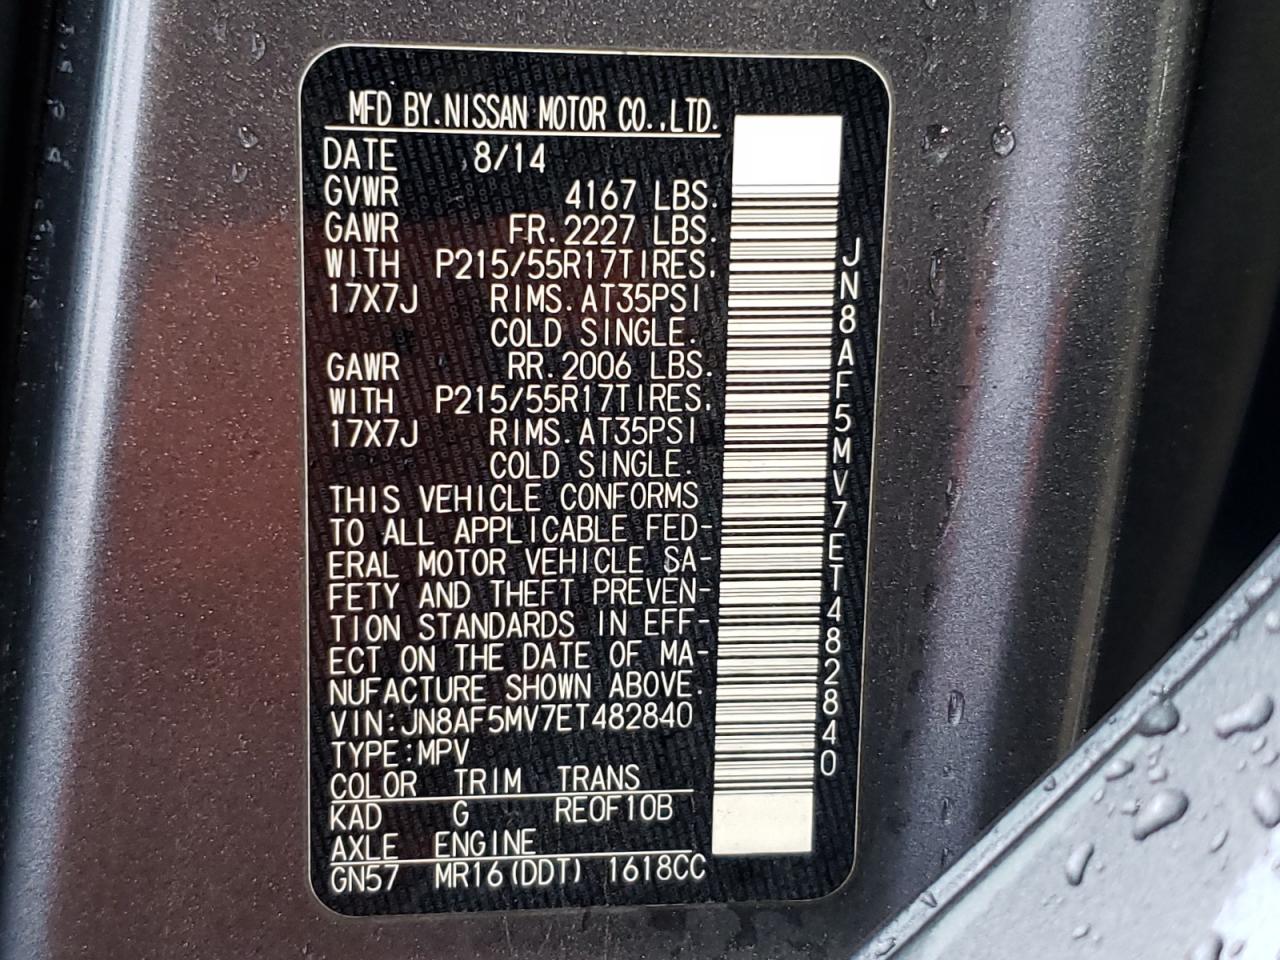 MFD BY.NISSAN MOTOR CO.,LTD.
DATE 8/14
GVWR 4167 LBS.
GAWR FR.2227 LBS.
WITH P215/55R17TIRES.
17X7J RIMS.AT35PSI
COLD SINGLE.
GAWR RR.2006 LBS.
WITH P215/55R17TIRES.
17X7J RIMS.AT35PSI
COLD SINGLE.
THIS VEHICLE CONFORMS
TO ALL APPLICABLE FED-
ERAL MOTOR VEHICLE SA-
FETY AND THEFT PREVEN-
TION STANDARDS IN EFF-
ECT ON THE DATE OF MA-
NUFACTURE SHOWN ABOVE.
VIN:JN8AF5MV7ET482840
TYPE:MPV
COLOR TRIM TRANS
KAD G RE0F10B
AXLE ENGINE
GN57 MR16(DDT) 1618CC
JN8AF5MV7ET482840